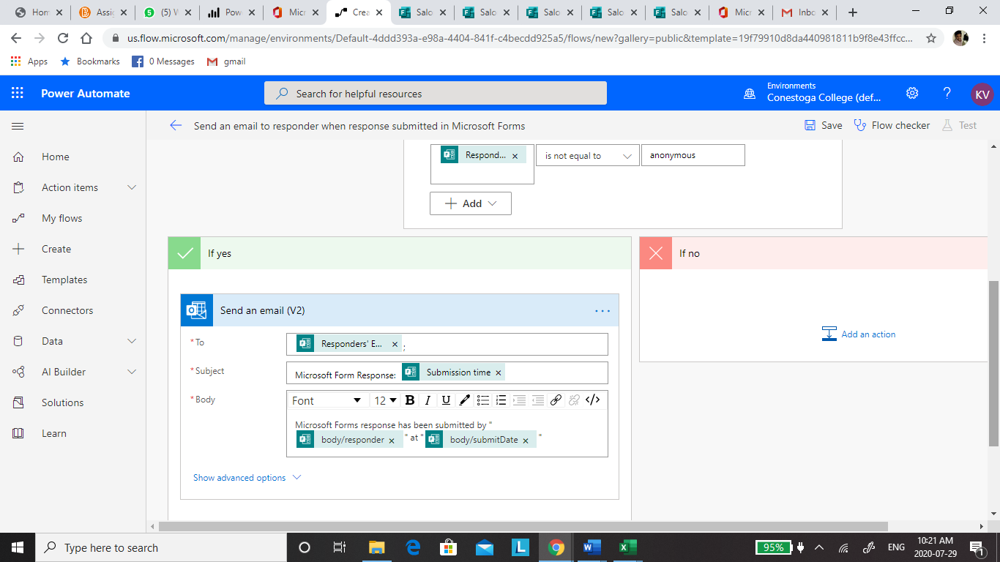 Hom
Assig
(5) W
Pow
Micr
Crea
Salo
Salo
Salo
Salo
Salo
Micr
Inbo
us.flow.microsoft.com/manage/environments/Default-4ddd393a-e98a-4404-841f-c4becdd925a5/flows/new?gallery=public&template=19f79910d8da440981811b9f8e43ffcc...
Apps Bookmarks 0 Messages gmail
Power Automate
Search for helpful resources
Environments
Conestoga College (def...
?
KV
Send an email to responder when response submitted in Microsoft Forms
Save Flow checker Test
Home
Action items
My flows
Create
Templates
Connectors
Data
AI Builder
Solutions
Learn
Respond... × is not equal to anonymous
+ Add
If yes
If no
Send an email (V2) ...
Add an action
* To Responders' E... × ;
* Subject Microsoft Form Response: Submission time ×
* Body Font 12 B I U </>
Microsoft Forms response has been submitted by "
body/responder × " at " body/submitDate × "
Show advanced options
Type here to search
95%
ENG
10:21 AM
2020-07-29
1